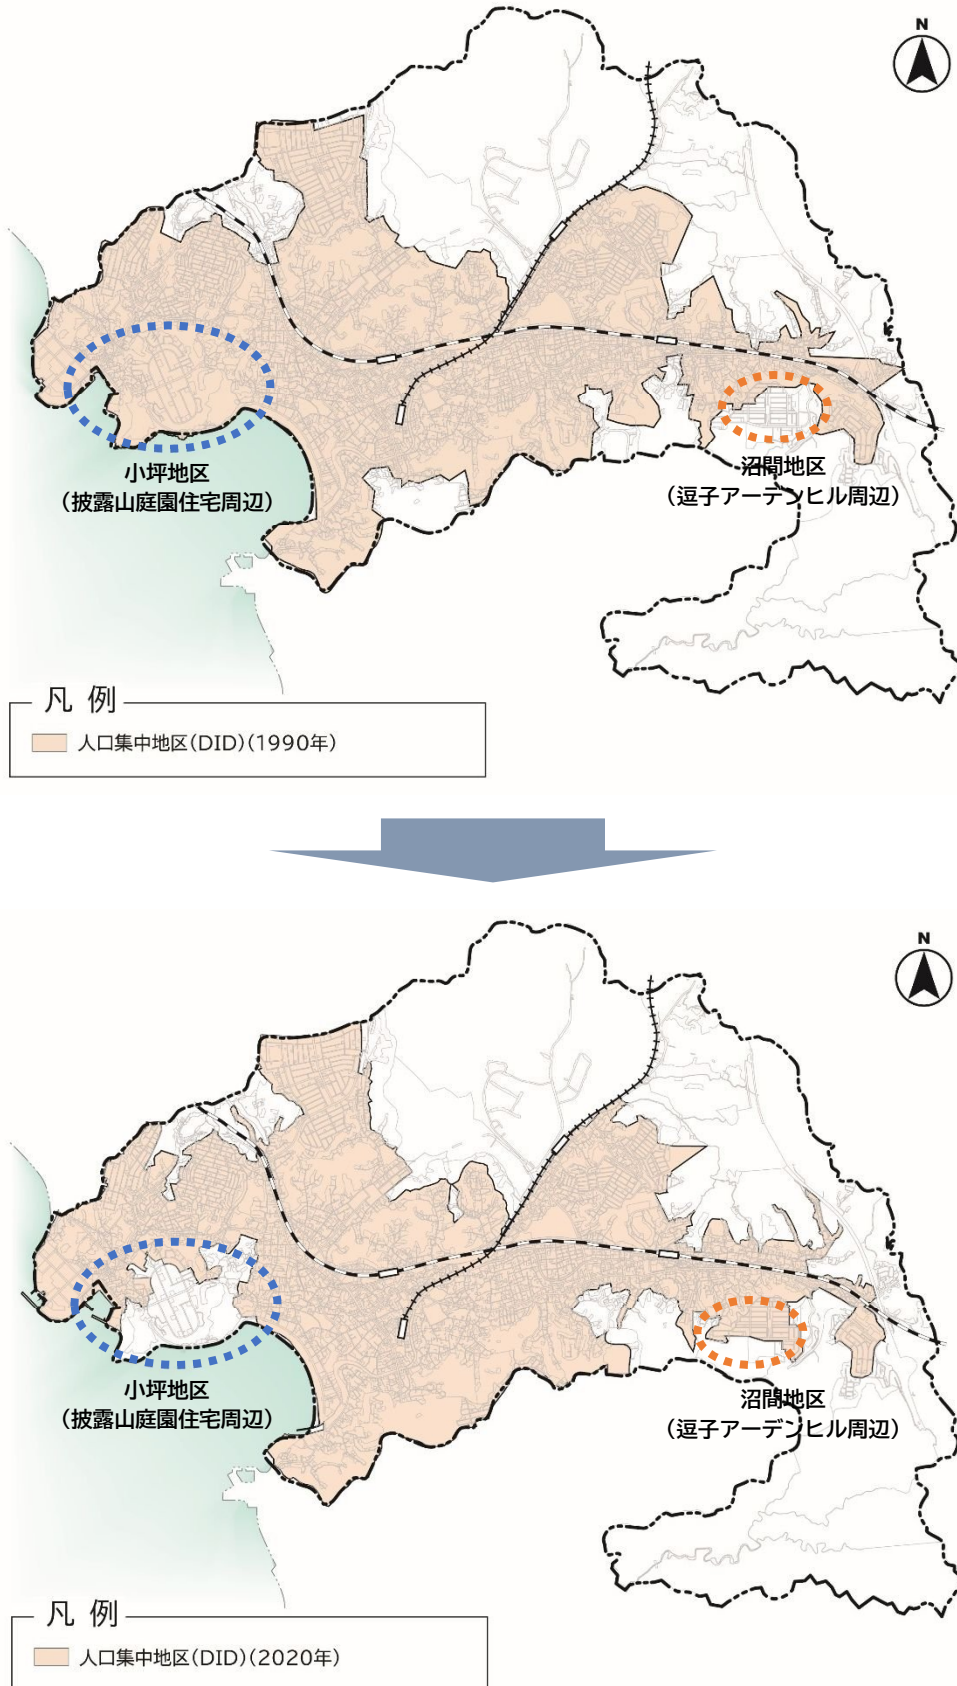 N
小坪地区
（披露山庭園住宅周辺）
沼間地区
（逗子アーデンヒル周辺）
凡 例
人口集中地区(DID)(1990年)
N
小坪地区
（披露山庭園住宅周辺）
沼間地区
（逗子アーデンヒル周辺）
凡 例
人口集中地区(DID)(2020年)